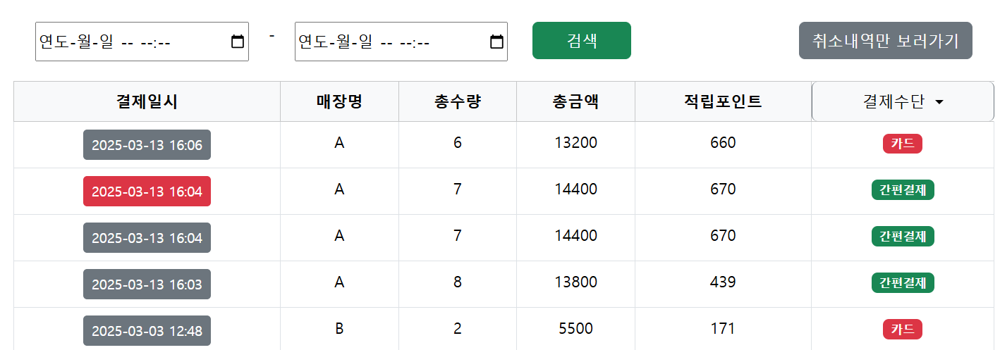 연도-월-일 -- --:-- - 연도-월-일 -- --:-- 검색 취소내역만 보러가기
결제일시 매장명 총수량 총금액 적립포인트 결제수단
2025-03-13 16:06 A 6 13200 660 카드
2025-03-13 16:04 A 7 14400 670 간편결제
2025-03-13 16:04 A 7 14400 670 간편결제
2025-03-13 16:03 A 8 13800 439 간편결제
2025-03-03 12:48 B 2 5500 171 카드